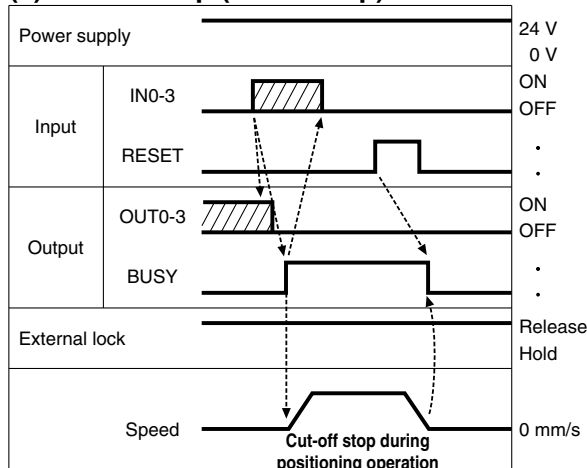 Power supply
24 V
0 V
Input
IN0-3
ON
OFF
RESET
Output
OUT0-3
ON
OFF
BUSY
External lock
Release
Hold
Speed
0 mm/s
Cut-off stop during
positioning operation